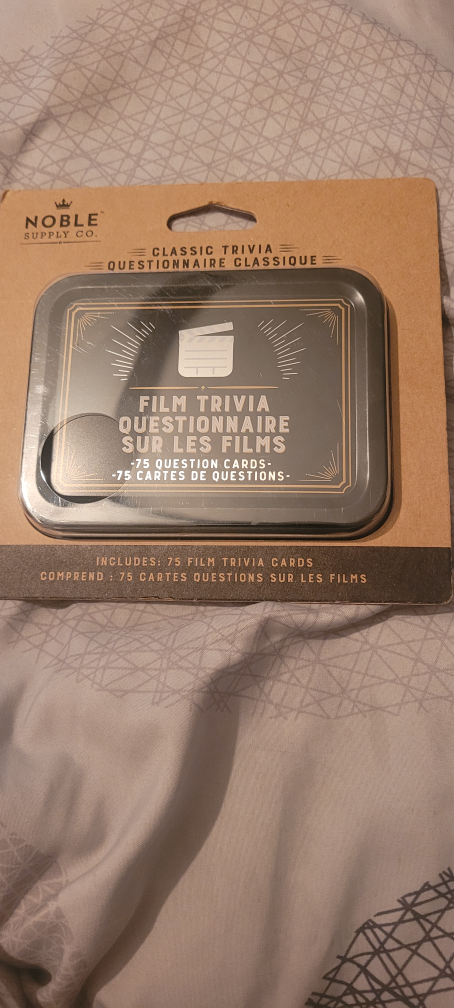 NOBLE™
SUPPLY CO.
CLASSIC TRIVIA
QUESTIONNAIRE CLASSIQUE
FILM TRIVIA
QUESTIONNAIRE
SUR LES FILMS
-75 QUESTION CARDS-
-75 CARTES DE QUESTIONS-
INCLUDES: 75 FILM TRIVIA CARDS
COMPREND : 75 CARTES QUESTIONS SUR LES FILMS